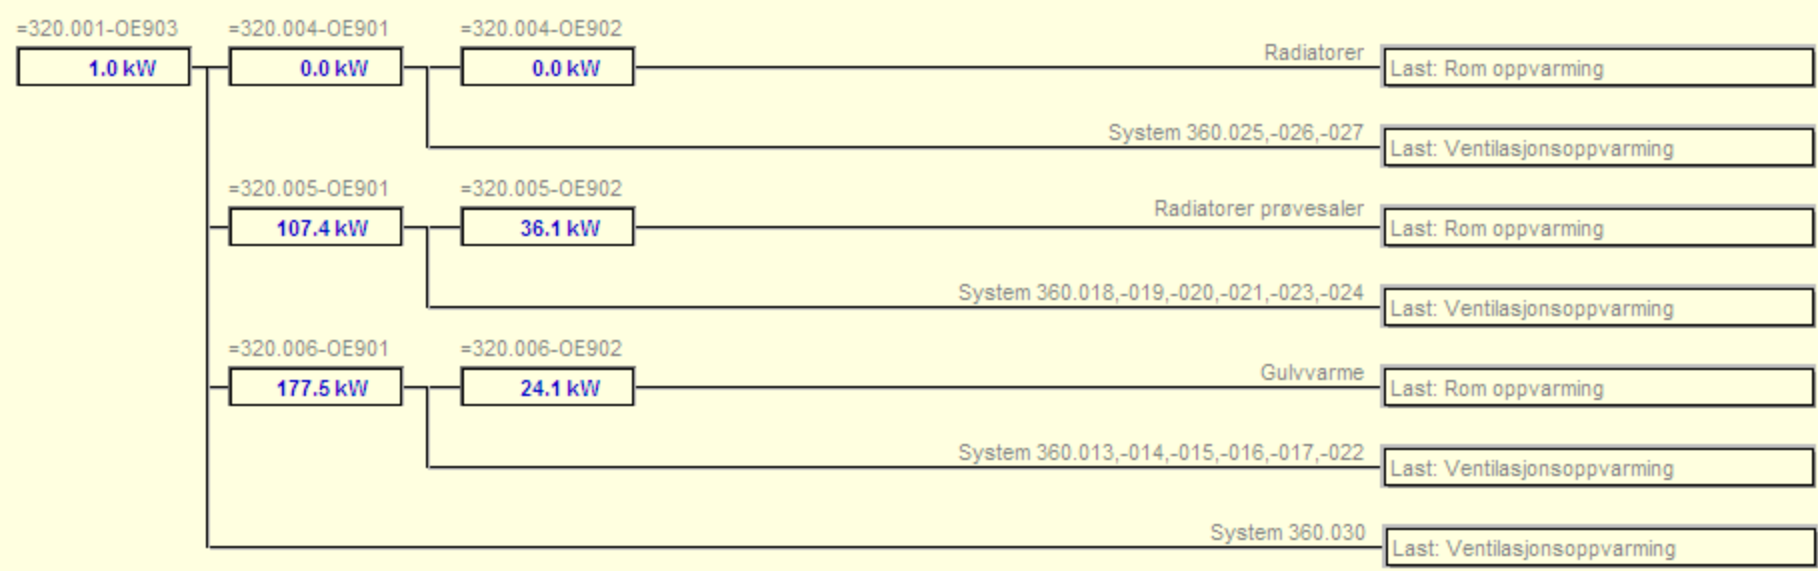 =320.001-OE903 =320.004-OE901 =320.004-OE902
Radiatorer
1.0 kW 0.0 kW 0.0 kW Last: Rom oppvarming
System 360.025,-026,-027
Last: Ventilasjonsoppvarming
=320.005-OE901 =320.005-OE902
Radiatorer prøvesaler
107.4 kW 36.1 kW Last: Rom oppvarming
System 360.018,-019,-020,-021,-023,-024
Last: Ventilasjonsoppvarming
=320.006-OE901 =320.006-OE902
Gulvvarme
177.5 kW 24.1 kW Last: Rom oppvarming
System 360.013,-014,-015,-016,-017,-022
Last: Ventilasjonsoppvarming
System 360.030
Last: Ventilasjonsoppvarming